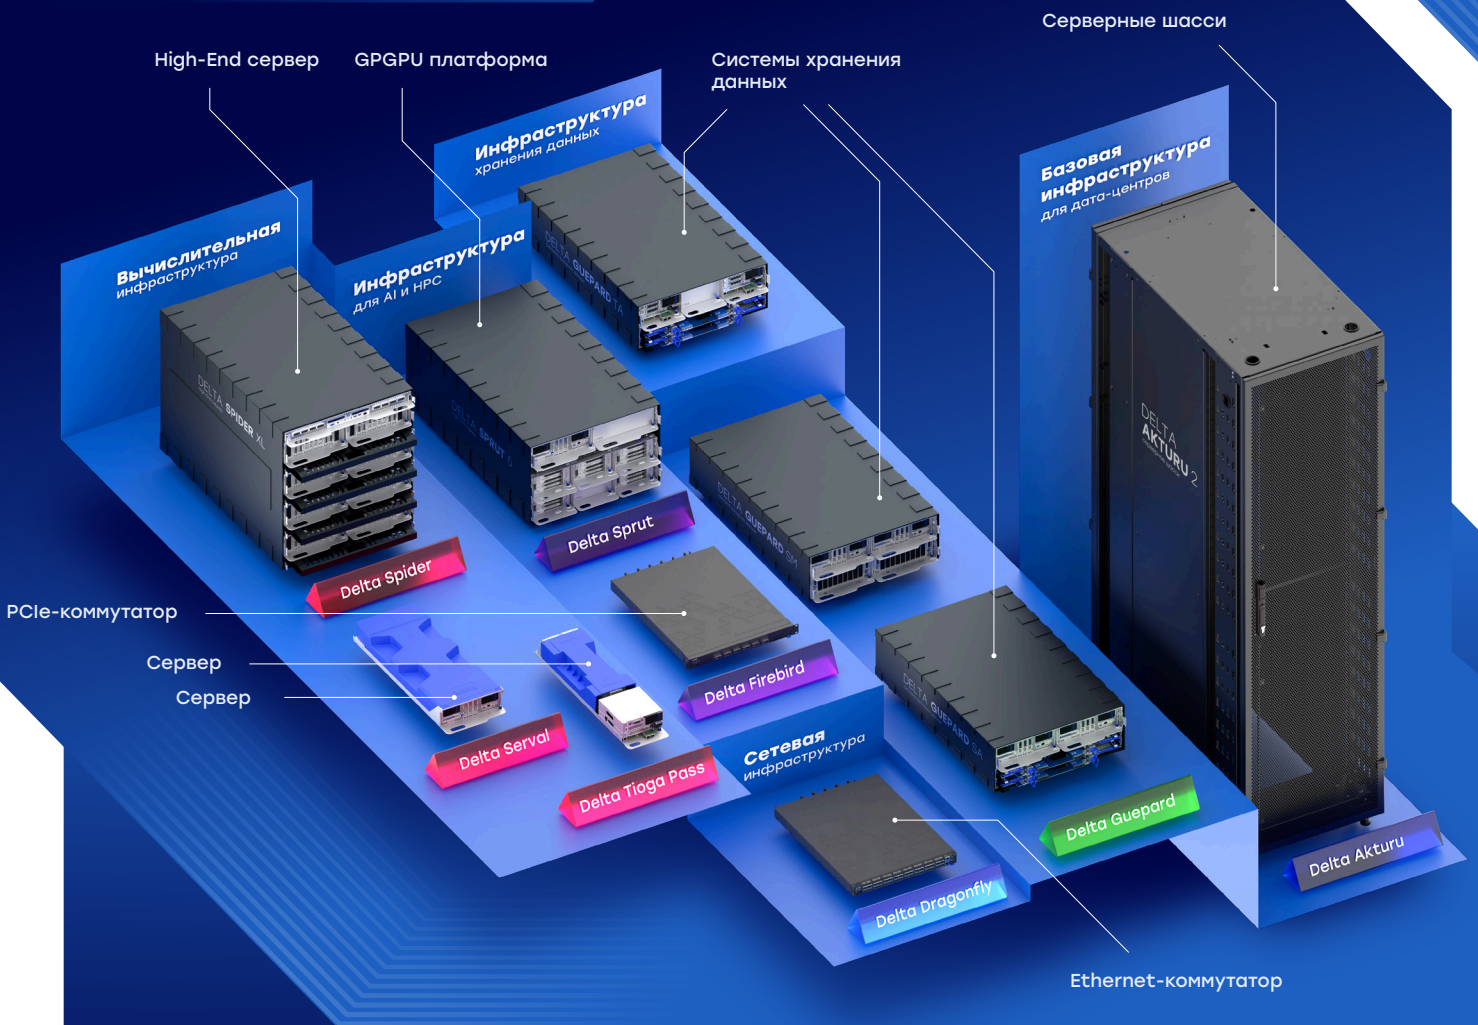 Серверные шасси
High-End сервер
GPGPU платформа
Системы хранения
данных
Инфраструктура
хранения данных
Базовая
инфраструктура
для дата-центров
Вычислительная
инфраструктура
Инфраструктура
для AI и HPC
DELTA GUEPARD TA
DELTA SPIDER XL
DELTA SPRUT 5
DELTA
AKTURU 2
DELTA GUEPARD SM
Delta Sprut
Delta Spider
PCIe-коммутатор
Сервер
Сервер
Delta Firebird
DELTA GUEPARD SA
Delta Serval
Delta Tioga Pass
Сетевая
инфраструктура
Delta Guepard
Delta Akturu
Delta Dragonfly
Ethernet-коммутатор